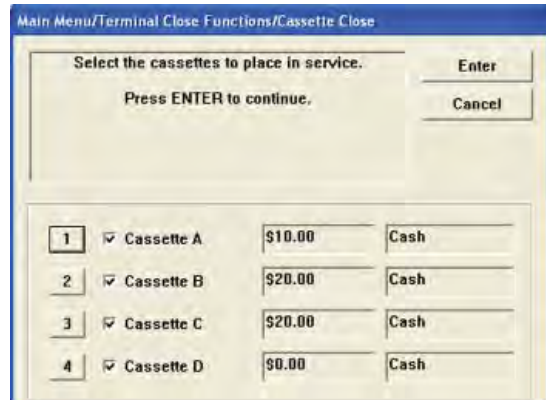 Main Menu/Terminal Close Functions/Cassette Close
Select the cassettes to place in service.
Press ENTER to continue.
Enter
Cancel
1 Cassette A $10.00 Cash
2 Cassette B $20.00 Cash
3 Cassette C $20.00 Cash
4 Cassette D $0.00 Cash